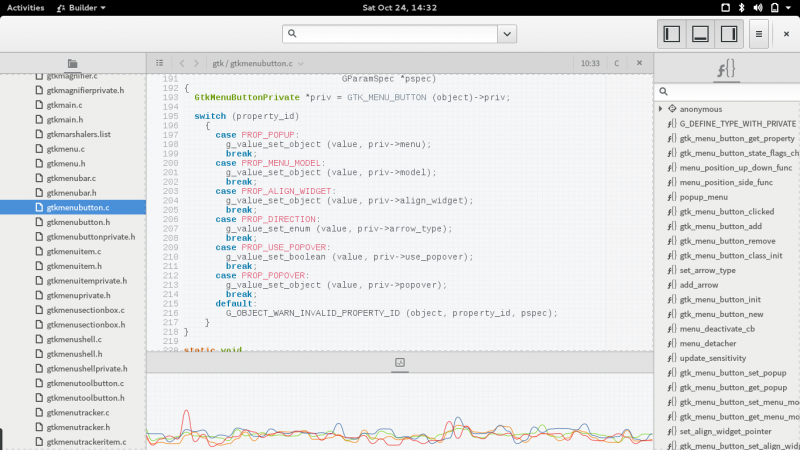 Activities
Builder
Sat Oct 24, 14:32
gtkmagnifier.c
gtkmagnifierprivate.h
gtkmain.c
gtkmain.h
gtkmarshalers.list
gtkmenu.c
gtkmenu.h
gtkmenubar.c
gtkmenubar.h
gtkmenubutton.c
gtkmenubutton.h
gtkmenubuttonprivate.h
gtkmenuitem.c
gtkmenuitem.h
gtkmenuitemprivate.h
gtkmenuprivate.h
gtkmenusectionbox.c
gtkmenusectionbox.h
gtkmenushell.c
gtkmenushell.h
gtkmenushellprivate.h
gtkmenutoolbutton.c
gtkmenutoolbutton.h
gtkmenutracker.c
gtkmenutracker.h
gtkmenutrackeritem.c
gtk / gtkmenubutton.c
10:33
C
191 GParamSpec *pspec)
192 {
193 GtkMenuButtonPrivate *priv = GTK_MENU_BUTTON (object)->priv;
194
195 switch (property_id)
196 {
197 case PROP_POPUP:
198 g_value_set_object (value, priv->menu);
199 break;
200 case PROP_MENU_MODEL:
201 g_value_set_object (value, priv->model);
202 break;
203 case PROP_ALIGN_WIDGET:
204 g_value_set_object (value, priv->align_widget);
205 break;
206 case PROP_DIRECTION:
207 g_value_set_enum (value, priv->arrow_type);
208 break;
209 case PROP_USE_POPOVER:
210 g_value_set_boolean (value, priv->use_popover);
211 break;
212 case PROP_POPOVER:
213 g_value_set_object (value, priv->popover);
214 break;
215 default:
216 G_OBJECT_WARN_INVALID_PROPERTY_ID (object, property_id, pspec);
217 }
218 }
219
220 static void
f{}
anonymous
f{} G_DEFINE_TYPE_WITH_PRIVATE
f{} gtk_menu_button_get_property
f{} gtk_menu_button_state_flags_ch
f{} menu_position_up_down_func
f{} menu_position_side_func
f{} popup_menu
f{} gtk_menu_button_clicked
f{} gtk_menu_button_add
f{} gtk_menu_button_remove
f{} gtk_menu_button_class_init
f{} set_arrow_type
f{} add_arrow
f{} gtk_menu_button_init
f{} gtk_menu_button_new
f{} menu_deactivate_cb
f{} menu_detacher
f{} update_sensitivity
f{} gtk_menu_button_set_popup
f{} gtk_menu_button_get_popup
f{} gtk_menu_button_set_menu_mo
f{} gtk_menu_button_get_menu_mo
f{} set_align_widget_pointer
f{} gtk_menu_button_set_align_wid